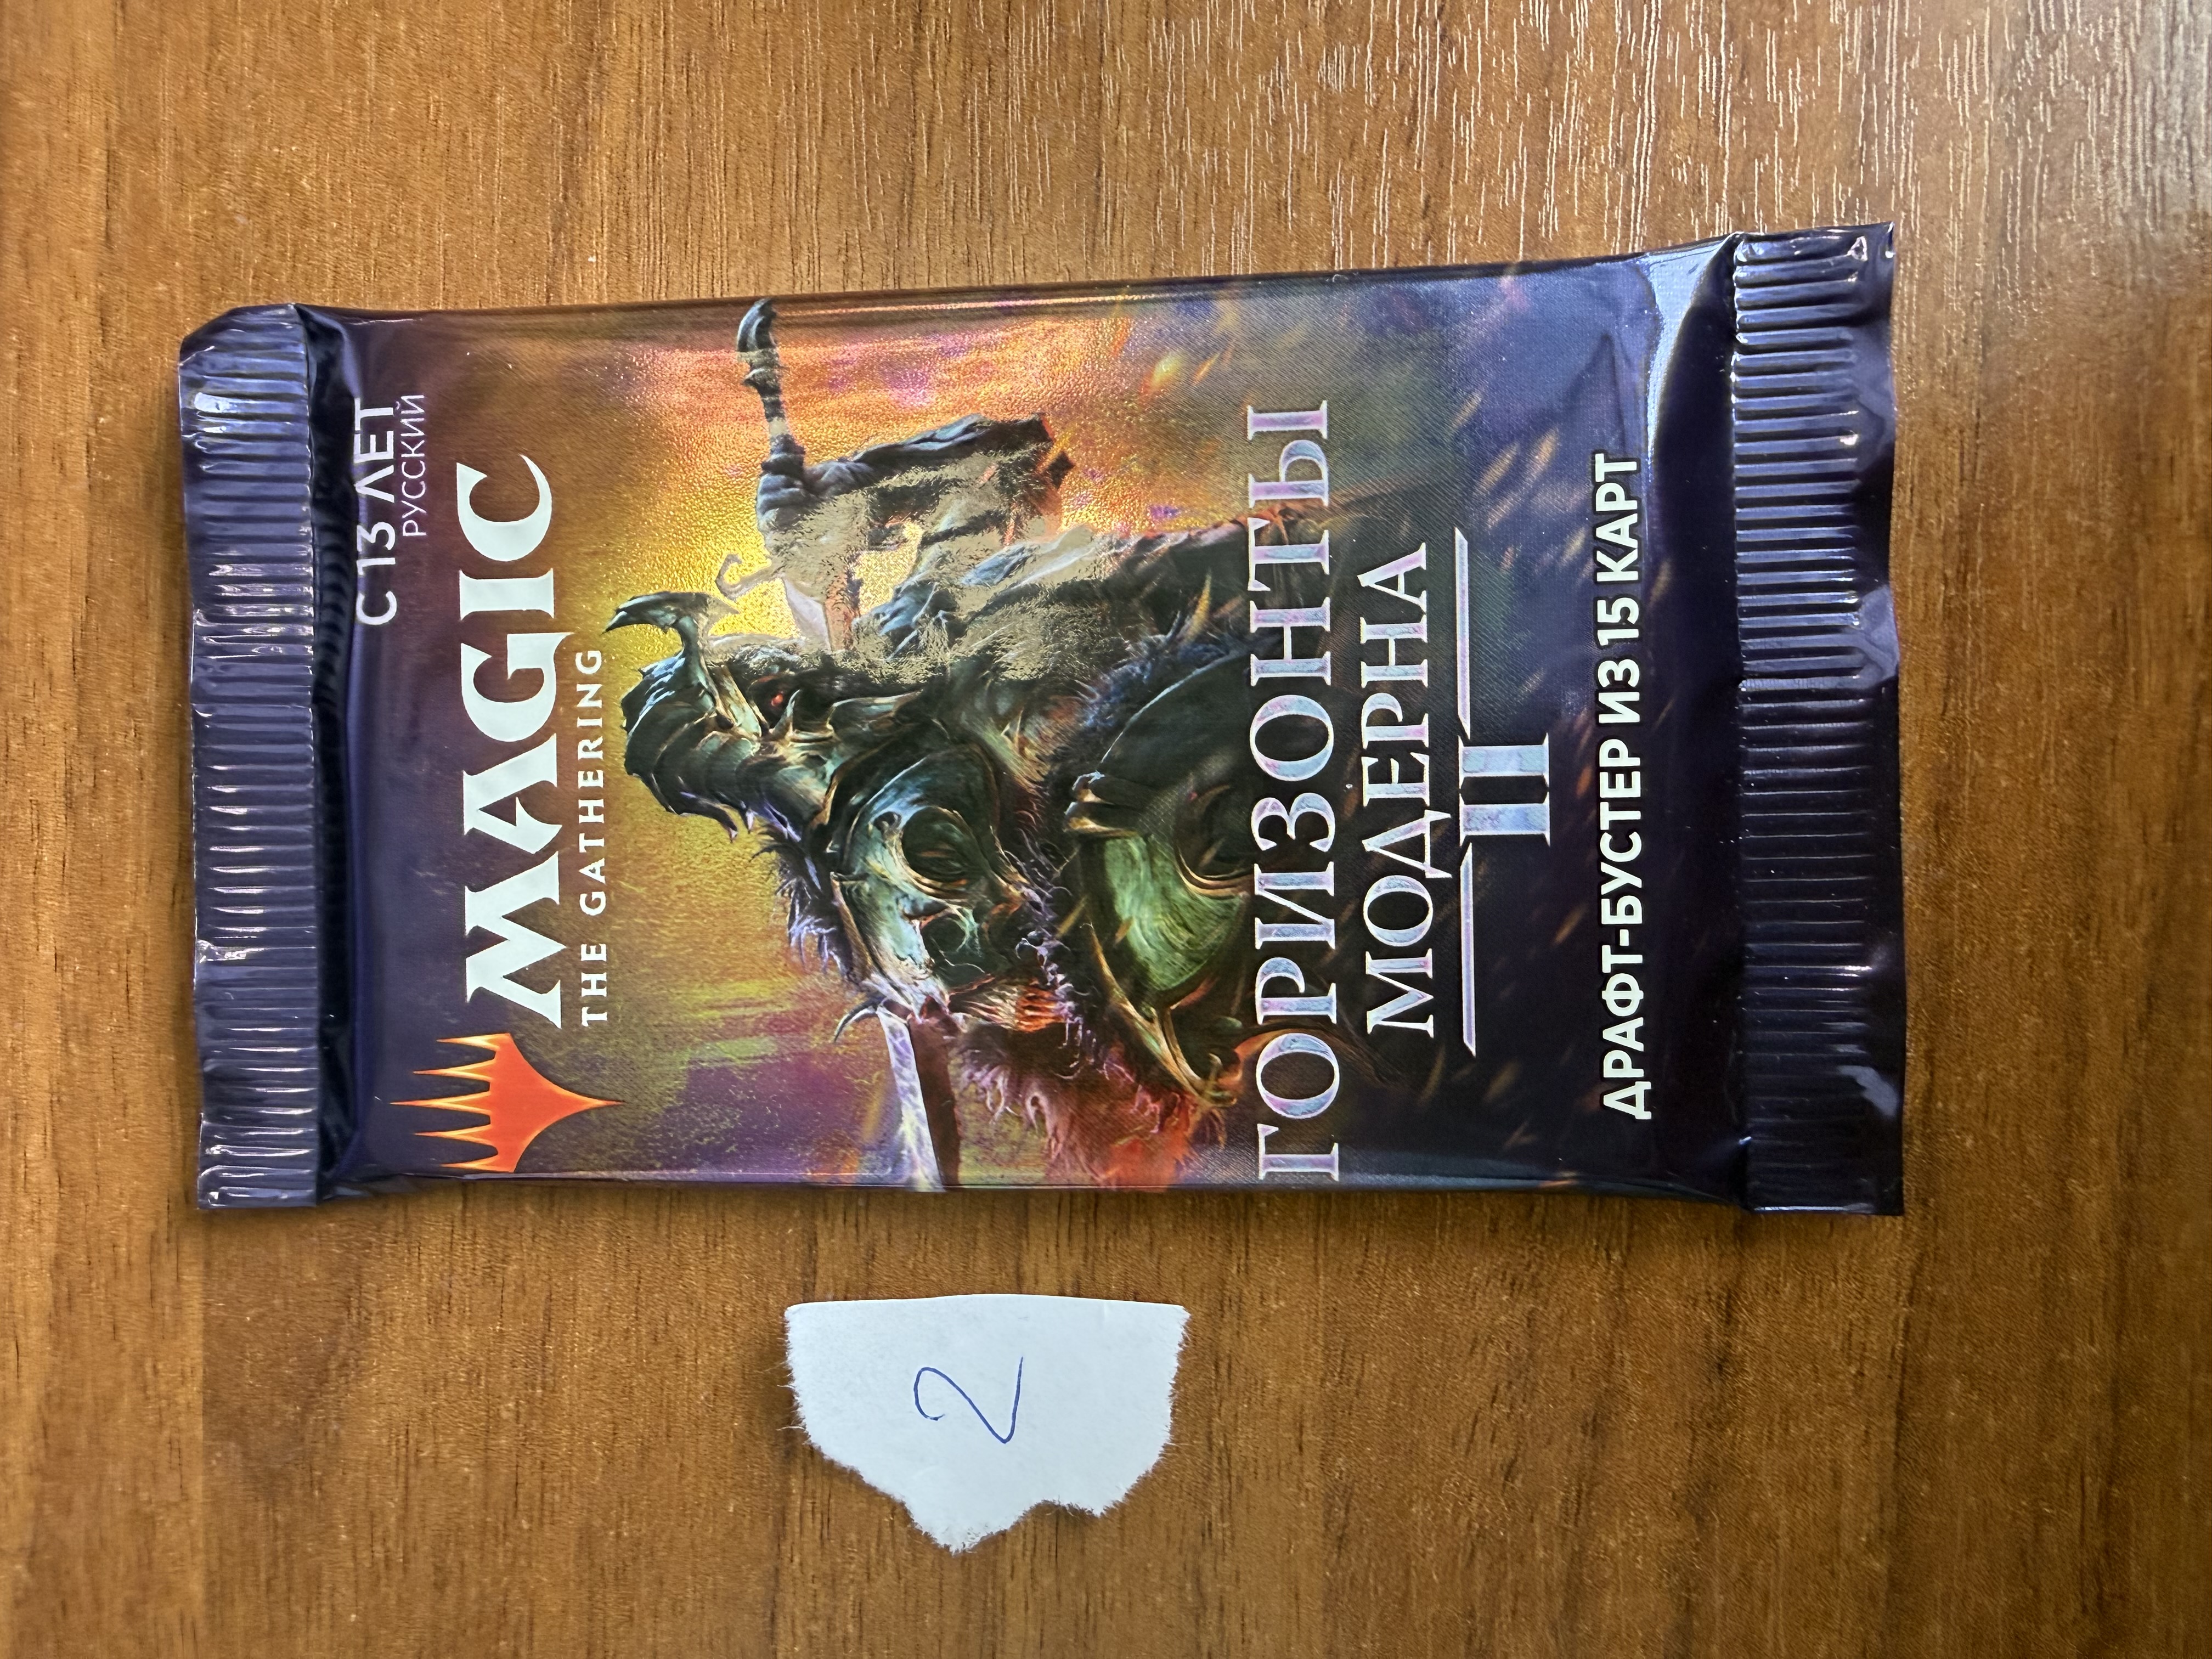 С 13 ЛЕТ
РУССКИЙ
MAGIC
THE GATHERING
ГОРИЗОНТЫ
МОДЕРНА
II
ДРАФТ-БУСТЕР ИЗ 15 КАРТ
2